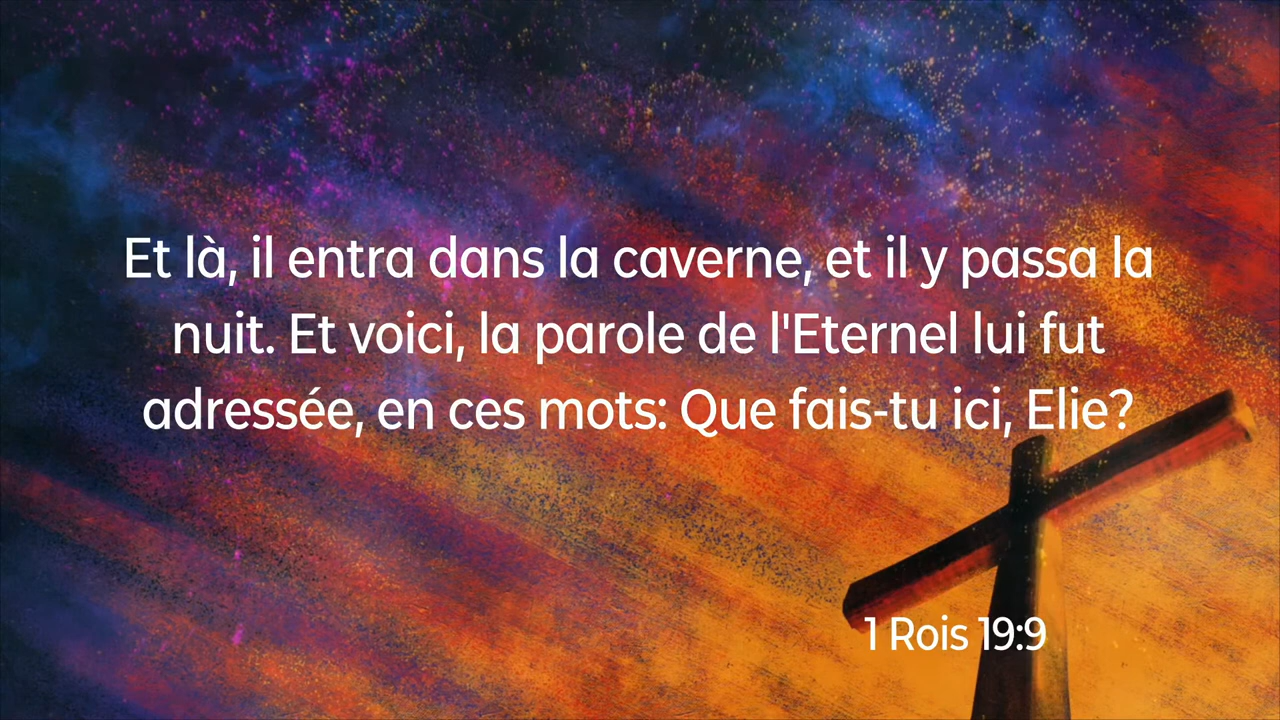 Et là, il entra dans la caverne, et il y passa la
nuit. Et voici, la parole de l'Eternel lui fut
adressée, en ces mots: Que fais-tu ici, Elie?
1 Rois 19:9